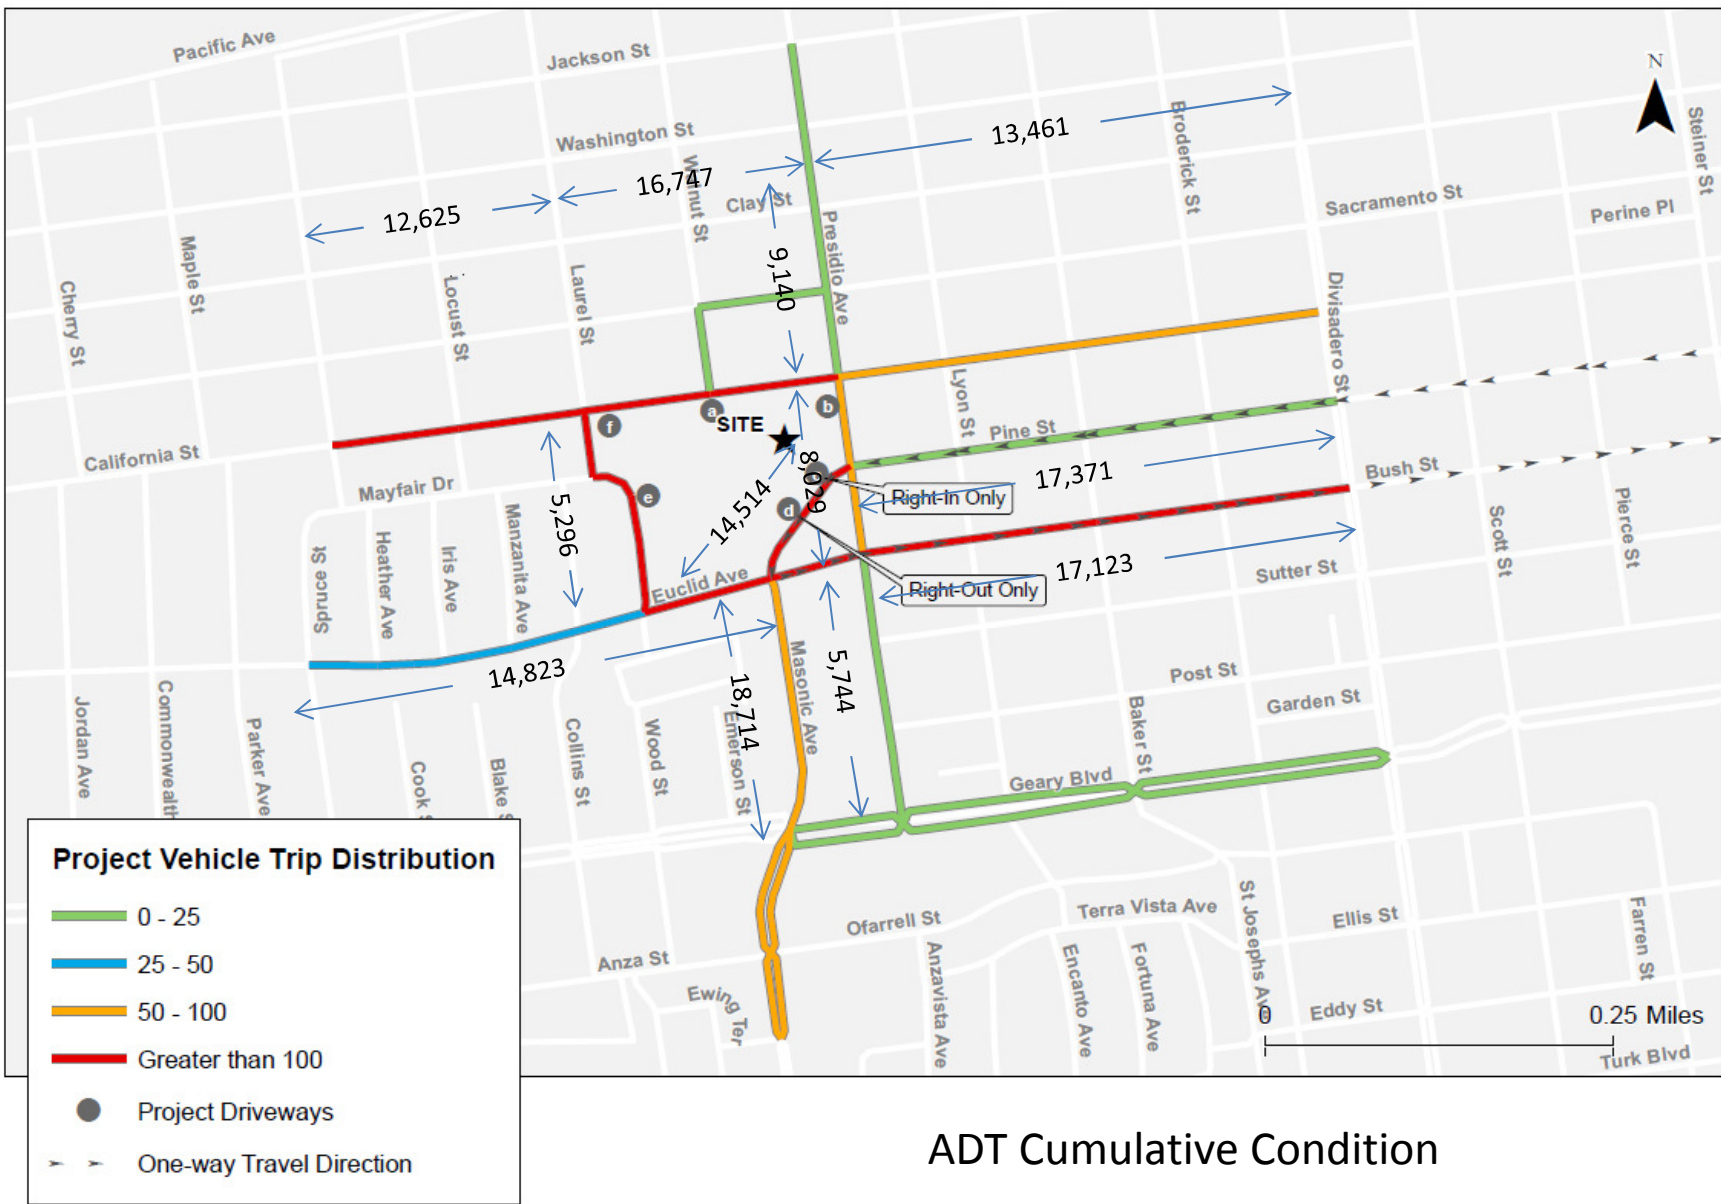 Pacific Ave
Jackson St
N
Washington St
13,461
Broderick St
Steiner St
16,747
Walnut St
Clay St
12,625
Sacramento St
Perine Pl
Presidio Ave
Maple St
Cherry St
Locust St
Laurel St
9,140
Divisadero St
Lyon St
a
b
f
SITE
Pine St
California St
Mayfair Dr
Bush St
17,371
8,029
Right-In Only
14,514
d
e
5,296
Manzanita Ave
Heather Ave
Iris Ave
Spruce St
Scott St
Pierce St
Euclid Ave
17,123
Sutter St
Right-Out Only
14,823
Masonic Ave
5,744
18,714
Emerson St
Post St
Garden St
Baker St
Jordan Ave
Commonwealth
Parker Ave
Cook S
Blake S
Collins St
Wood St
Geary Blvd
Project Vehicle Trip Distribution
0 - 25
25 - 50
50 - 100
Greater than 100
Project Driveways
One-way Travel Direction
Anza St
Ofarrell St
Terra Vista Ave
Ellis St
St Josephs Ave
Farren St
Anzavista Ave
Encanto Ave
Fortuna Ave
Ewing Ter
Eddy St
0
0.25 Miles
Turk Blvd
ADT Cumulative Condition